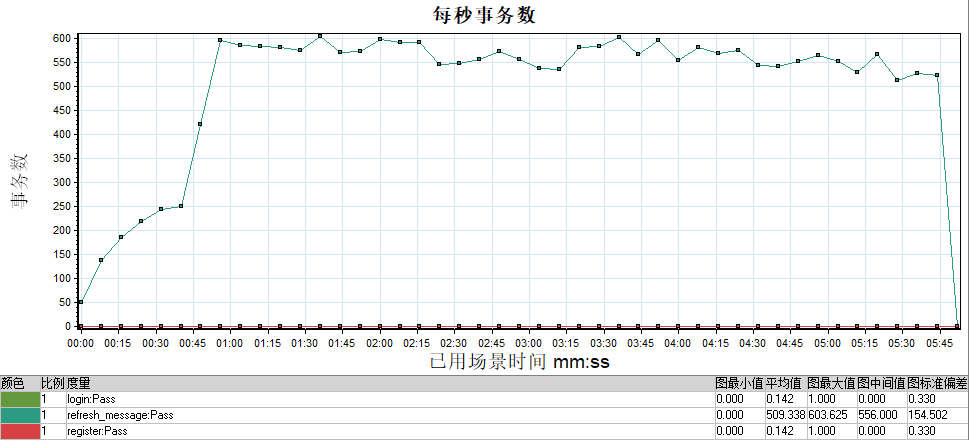 每秒事务数
600
550
500
450
400
350
300
250
200
150
100
50
0
事务数
00:00 00:15 00:30 00:45 01:00 01:15 01:30 01:45 02:00 02:15 02:30 02:45 03:00 03:15 03:30 03:45 04:00 04:15 04:30 04:45 05:00 05:15 05:30 05:45
已用场景时间 mm:ss
颜色 比例 度量 图最小值 平均值 图最大值 图中间值 图标准偏差
1 login:Pass 0.000 0.142 1.000 0.000 0.330
1 refresh_message:Pass 0.000 509.338 603.625 556.000 154.502
1 register:Pass 0.000 0.142 1.000 0.000 0.330